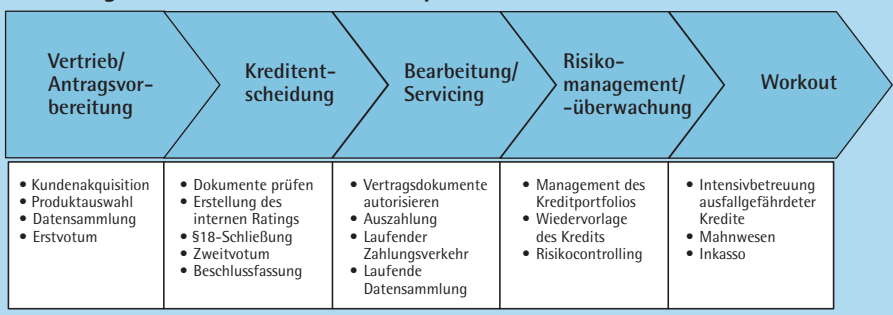 Vertrieb/
Antragsvor-
bereitung
Kreditent-
scheidung
Bearbeitung/
Servicing
Risiko-
management/
-überwachung
Workout
• Kundenakquisition
• Produktauswahl
• Datensammlung
• Erstvotum
• Dokumente prüfen
• Erstellung des
internen Ratings
• §18-Schließung
• Zweitvotum
• Beschlussfassung
• Vertragsdokumente
autorisieren
• Auszahlung
• Laufender
Zahlungsverkehr
• Laufende
Datensammlung
• Management des
Kreditportfolios
• Wiedervorlage
des Kredits
• Risikocontrolling
• Intensivbetreuung
ausfallgefährdeter
Kredite
• Mahnwesen
• Inkasso